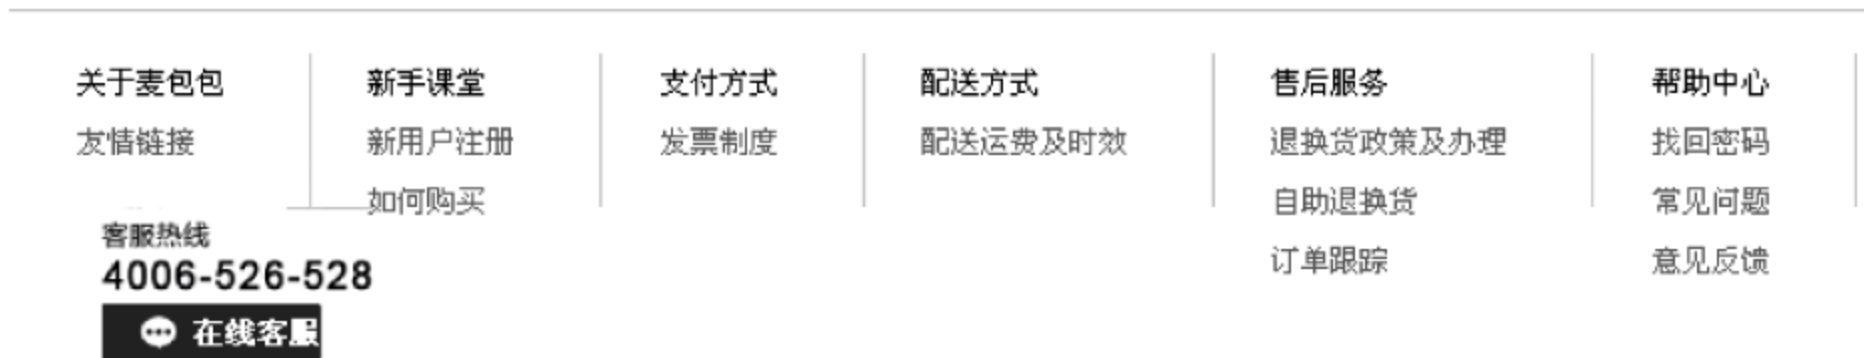 关于麦包包
友情链接
新手课堂
新用户注册
如何购买
支付方式
发票制度
配送方式
配送运费及时效
售后服务
退换货政策及办理
自助退换货
订单跟踪
帮助中心
找回密码
常见问题
意见反馈
客服热线
4006-526-528
在线客服